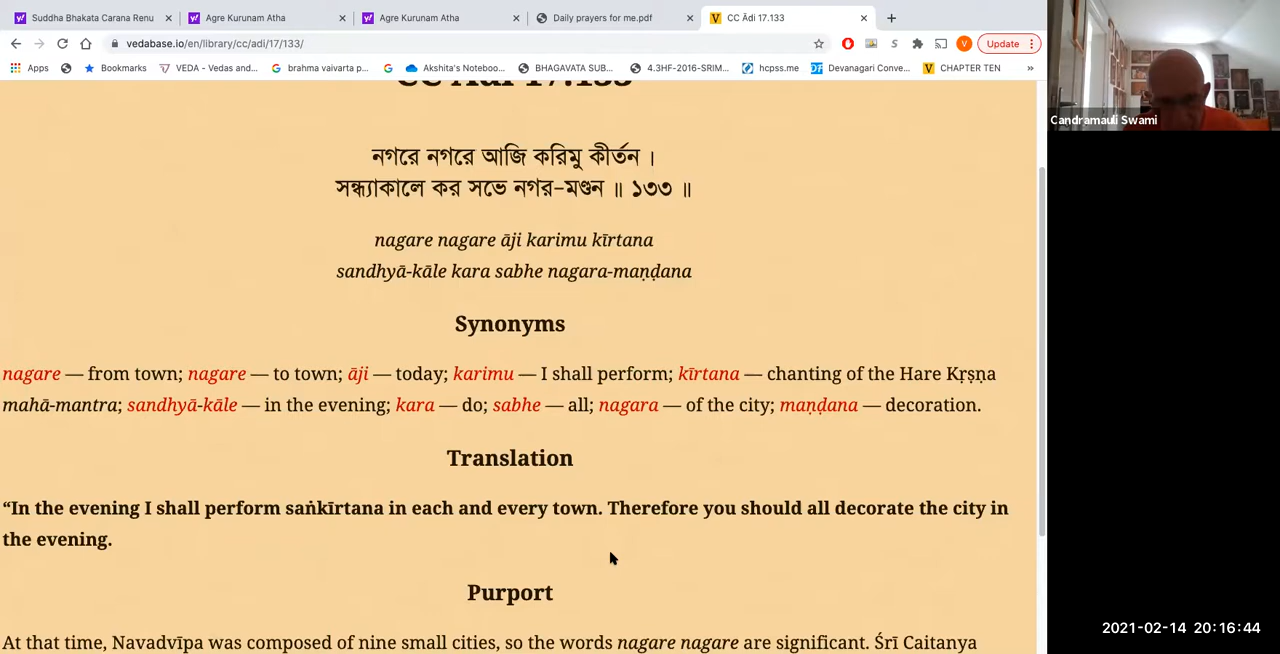 Suddha Bhakata Carana Renu
Agre Kurunam Atha
Agre Kurunam Atha
Daily prayers for me.pdf
CC Ādi 17.133
vedabase.io/en/library/cc/adi/17/133/
Update
Apps
Bookmarks
VEDA - Vedas and...
brahma vaivarta p...
Akshita's Noteboo...
BHAGAVATA SUB...
4.3HF-2016-SRIM...
hcpss.me
Devanagari Conve...
CHAPTER TEN
»
CC Ādi 17.133
নগরে নগরে আজি করিমু কীর্তন ।
সন্ধ্যাকালে কর সভে নগর-মণ্ডন ॥ ১৩৩ ॥
nagare nagare āji karimu kīrtana
sandhyā-kāle kara sabhe nagara-maṇḍana
Synonyms
nagare — from town; nagare — to town; āji — today; karimu — I shall perform; kīrtana — chanting of the Hare Kṛṣṇa
mahā-mantra; sandhyā-kāle — in the evening; kara — do; sabhe — all; nagara — of the city; maṇḍana — decoration.
Translation
“In the evening I shall perform saṅkīrtana in each and every town. Therefore you should all decorate the city in
the evening.
Purport
At that time, Navadvīpa was composed of nine small cities, so the words nagare nagare are significant. Śrī Caitanya
Candramauli Swami
2021-02-14 20:16:44